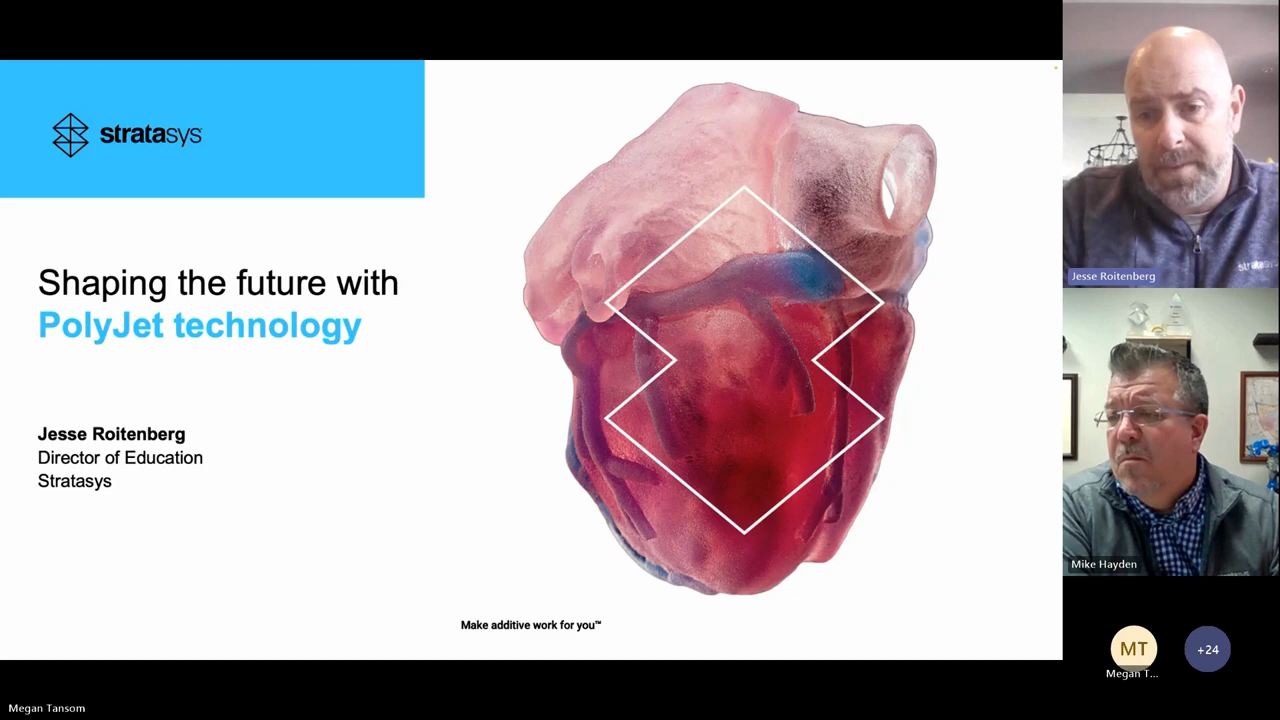 stratasys
Shaping the future with
PolyJet technology
Jesse Roitenberg
Director of Education
Stratasys
Make additive work for you™
Jesse Roitenberg
stratasys
Mike Hayden
MT
Megan T...
+24
Megan Tansom